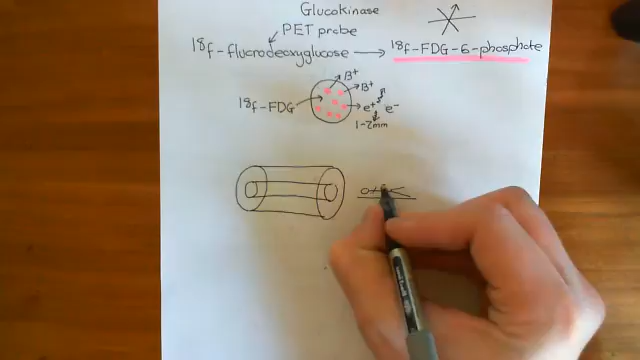 Glucokinase
PET probe
18f-fluorodeoxyglucose → 18f-FDG-6-phosphate
β+
β+
18f-FDG
e+ e-
1-2mm